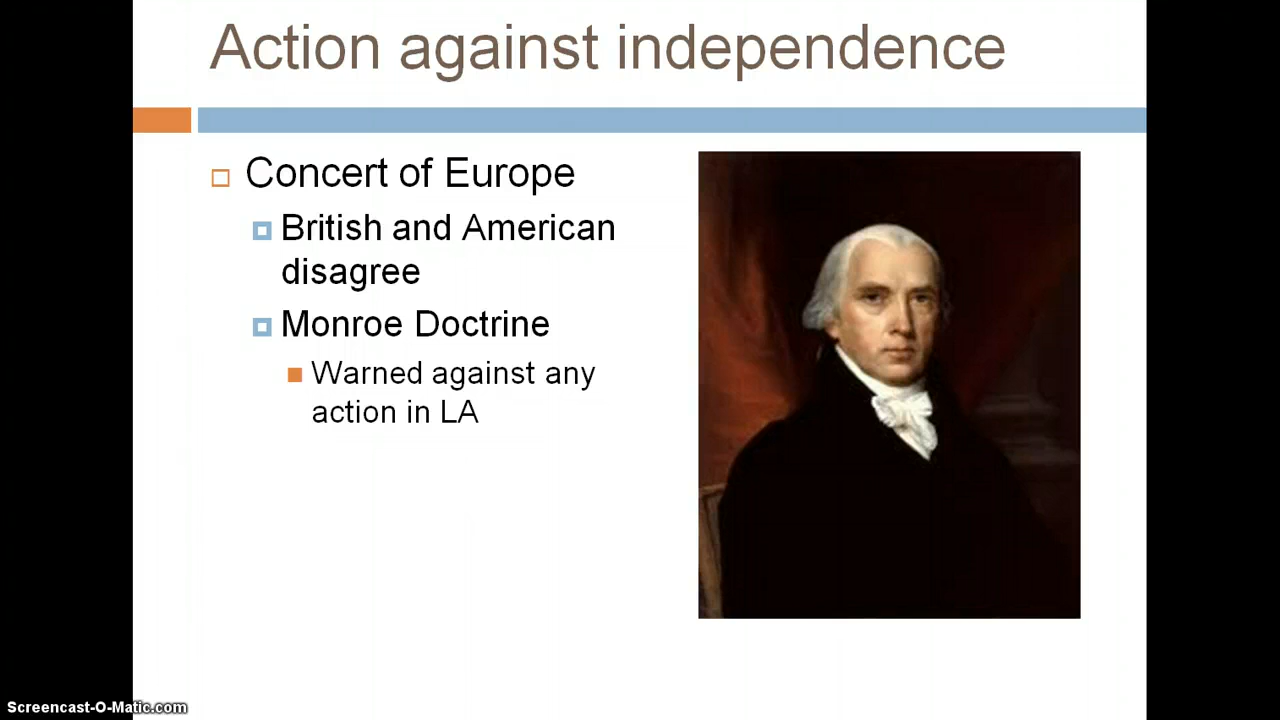 Action against independence
Concert of Europe
British and American
disagree
Monroe Doctrine
Warned against any
action in LA
Screencast-O-Matic.com